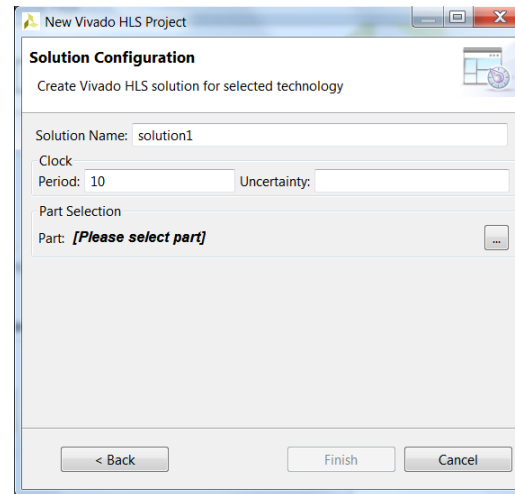 New Vivado HLS Project
Solution Configuration
Create Vivado HLS solution for selected technology
Solution Name: solution1
Clock
Period: 10 Uncertainty:
Part Selection
Part: [Please select part] ...
< Back Finish Cancel